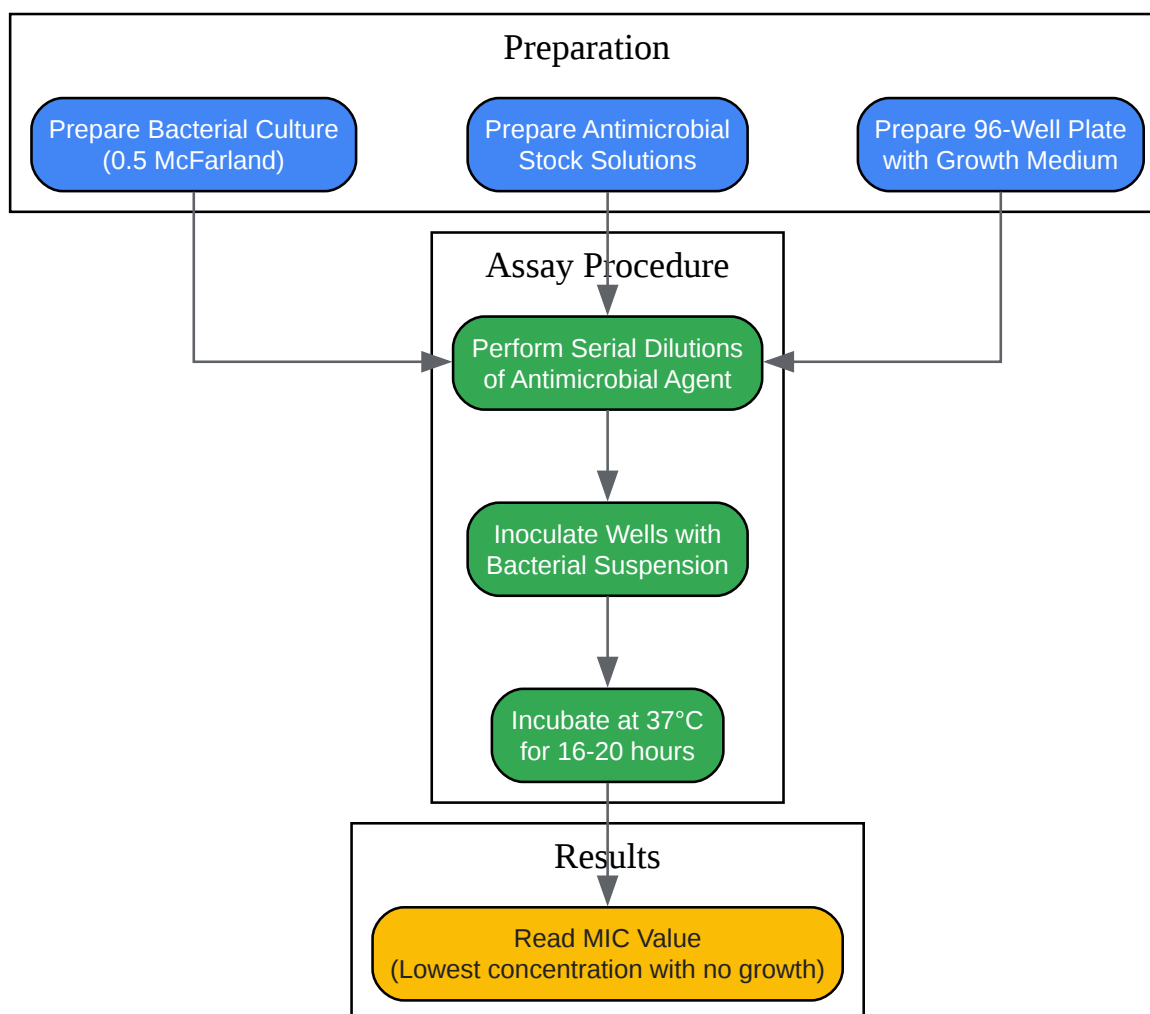 Preparation
Prepare Bacterial Culture
(0.5 McFarland)
Prepare Antimicrobial
Stock Solutions
Prepare 96-Well Plate
with Growth Medium
Assay Procedure
Perform Serial Dilutions
of Antimicrobial Agent
Inoculate Wells with
Bacterial Suspension
Incubate at 37°C
for 16-20 hours
Results
Read MIC Value
(Lowest concentration with no growth)